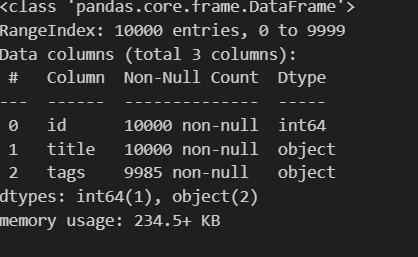 <class 'pandas.core.frame.DataFrame'>
RangeIndex: 10000 entries, 0 to 9999
Data columns (total 3 columns):
 #   Column  Non-Null Count  Dtype
---  ------  --------------  -----
 0   id      10000 non-null  int64
 1   title   10000 non-null  object
 2   tags    9985 non-null   object
dtypes: int64(1), object(2)
memory usage: 234.5+ KB